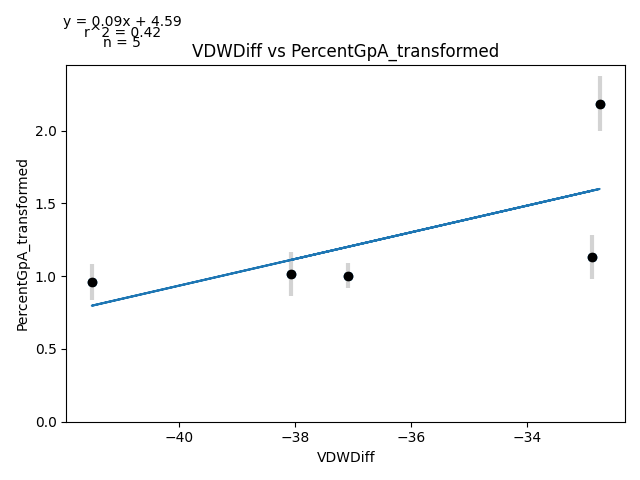 y = 0.09x + 4.59
r^2 = 0.42
n = 5
VDWDiff vs PercentGpA_transformed
PercentGpA_transformed
2.0
1.5
1.0
0.5
0.0
−40
−38
−36
−34
VDWDiff